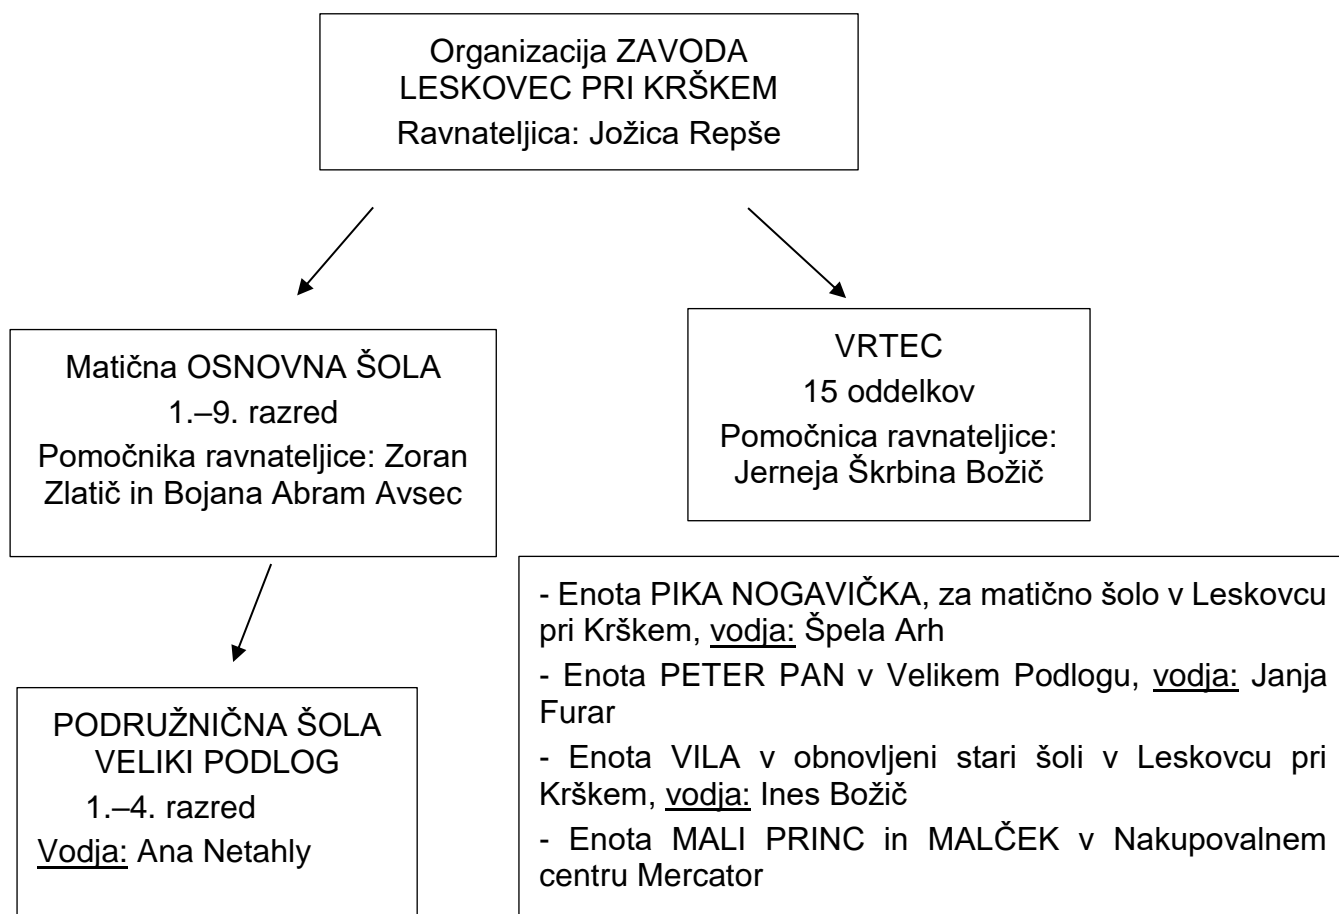 Organizacija ZAVODA
LESKOVEC PRI KRŠKEM
Ravnateljica: Jožica Repše
Matična OSNOVNA ŠOLA
1.–9. razred
Pomočnika ravnateljice: Zoran
Zlatič in Bojana Abram Avsec
VRTEC
15 oddelkov
Pomočnica ravnateljice:
Jerneja Škrbina Božič
PODRUŽNIČNA ŠOLA
VELIKI PODLOG
1.–4. razred
Vodja: Ana Netahly
- Enota PIKA NOGAVIČKA, za matično šolo v Leskovcu
pri Krškem, vodja: Špela Arh
- Enota PETER PAN v Velikem Podlogu, vodja: Janja
Furar
- Enota VILA v obnovljeni stari šoli v Leskovcu pri
Krškem, vodja: Ines Božič
- Enota MALI PRINC in MALČEK v Nakupovalnem
centru Mercator